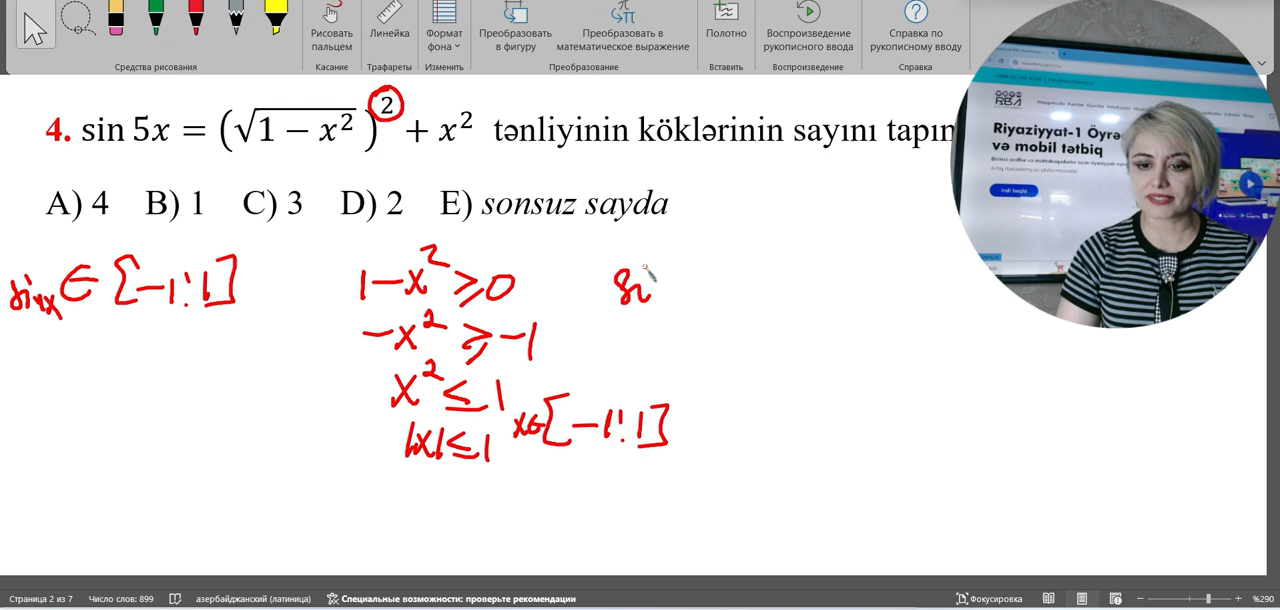 Средства рисования
Рисовать пальцем
Касание
Линейка
Трафареты
Формат фона
Изменить
Преобразовать в фигуру
Преобразовать в математическое выражение
Преобразование
Полотно
Вставить
Воспроизведение рукописного ввода
Воспроизведение
Справка по рукописному вводу
Справка
4. sin 5x = (√1 − x²)² + x² tənliyinin köklərinin sayını tapın
A) 4 B) 1 C) 3 D) 2 E) sonsuz sayda
sinx ∈ [-1;1]
1-x² ≥ 0
-x² ≥ -1
x² ≤ 1
|x| ≤ 1 x∈[-1;1]
RBA
Riyaziyyat-1 Öyrə
və mobil tətbiq
İndi başla
Страница 2 из 7 Число слов: 899 азербайджанский (латиница) Специальные возможности: проверьте рекомендации Фокусировка %290